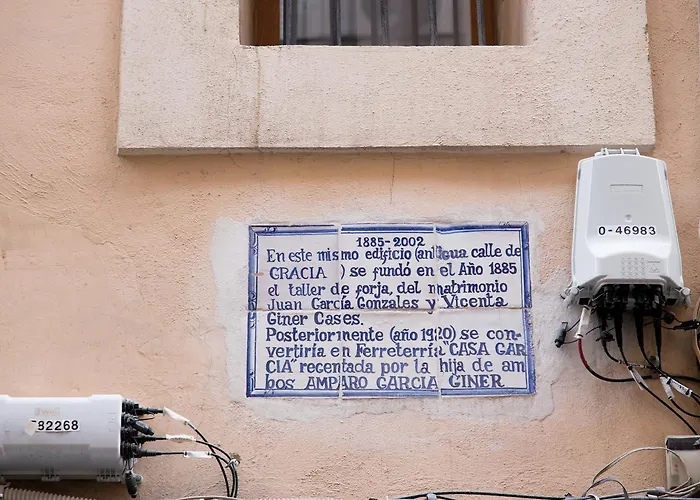 1885-2002
En este mismo edificio (antigua calle de
GRACIA ) se fundó en el Año 1885
el taller de forja, del matrimonio
Juan García Gonzales y Vicenta
Giner Cases.
Posteriormente (año 1920) se con-
vertiría en Ferreterría "CASA GAR-
CIA" recentada por la hija de am-
bos AMPARO GARCIA GINER
0-46983
782268